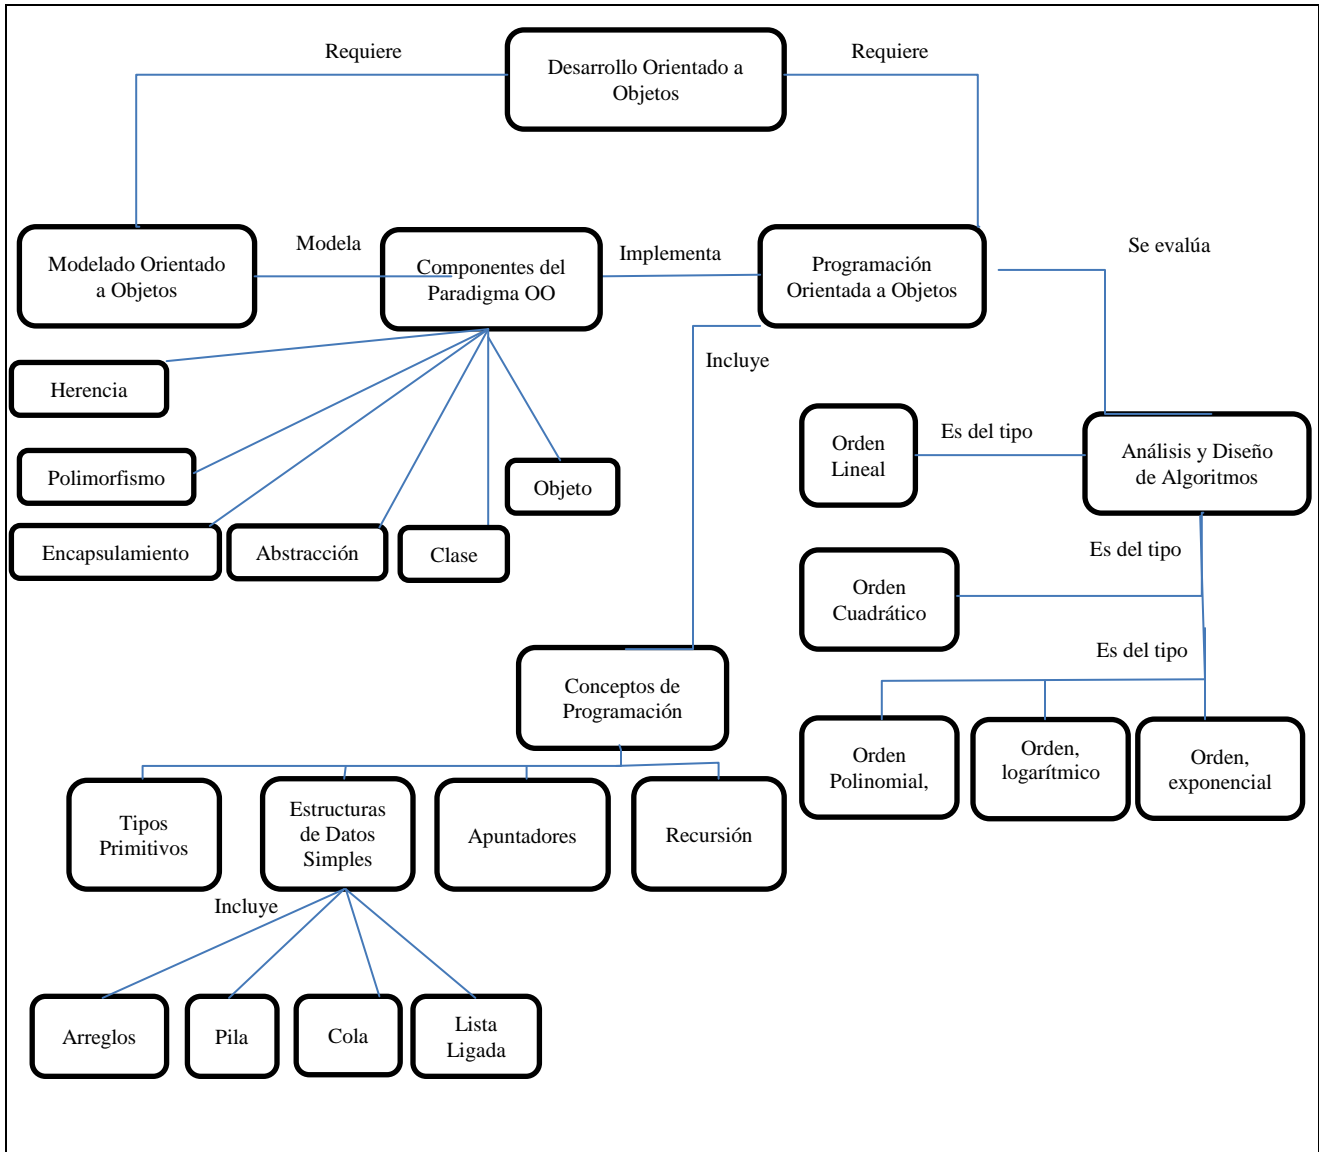 Requiere
Desarrollo Orientado a
Objetos
Requiere
Modelado Orientado
a Objetos
Modela
Componentes del
Paradigma OO
Implementa
Programación
Orientada a Objetos
Se evalúa
Herencia
Incluye
Polimorfismo
Objeto
Encapsulamiento
Abstracción
Clase
Orden
Lineal
Es del tipo
Análisis y Diseño
de Algoritmos
Es del tipo
Orden
Cuadrático
Es del tipo
Conceptos de
Programación
Orden
Polinomial,
Orden,
logarítmico
Orden,
exponencial
Tipos
Primitivos
Estructuras
de Datos
Simples
Apuntadores
Recursión
Incluye
Arreglos
Pila
Cola
Lista
Ligada